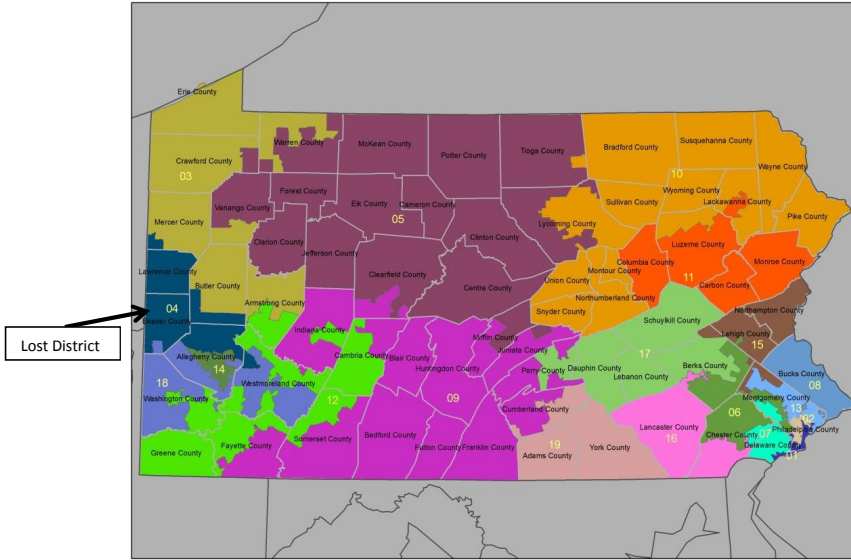 Erie County
Warren County
McKean County
Potter County
Tioga County
Bradford County
Susquehanna County
Wayne County
Crawford County
03
10
Forest County
Wyoming County
Venango County
Elk County
Cameron County
Sullivan County
Lackawanna County
Pike County
05
Mercer County
Lycoming County
Clinton County
Clarion County
Jefferson County
Luzerne County
Columbia County
Monroe County
Lawrence County
Clearfield County
Montour County
11
Butler County
Union County
Carbon County
Centre County
Armstrong County
Northumberland County
04
Beaver County
Snyder County
Northampton County
Schuylkill County
Indiana County
Lehigh County
Lost District
Mifflin County
15
Juniata County
Allegheny County
Cambria County
Blair County
17
14
Huntingdon County
Perry County
Dauphin County
Berks County
Bucks County
18
Westmoreland County
Lebanon County
08
Washington County
12
09
Montgomery County
Cumberland County
13
02
06
Lancaster County
Philadelphia County
16
Chester County
07
Somerset County
Bedford County
Fulton County
Franklin County
19
York County
Delaware County
Fayette County
Greene County
Adams County
01